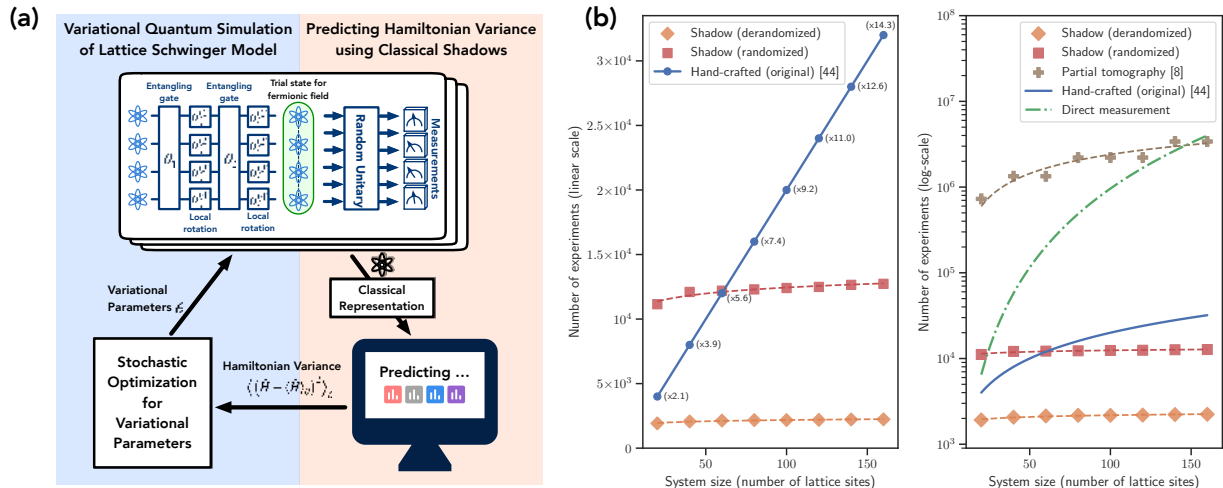 (a)
Variational Quantum Simulation
of Lattice Schwinger Model
Predicting Hamiltonian Variance
using Classical Shadows
Entangling
gate
Entangling
gate
Trial state for
fermionic field
Local
rotation
Local
rotation
Random Unitary
Measurements
Variational
Parameters
Classical
Representation
Stochastic
Optimization
for
Variational
Parameters
Hamiltonian Variance
Predicting ...
(b)
Number of experiments (linear scale)
3×10⁴
2.5×10⁴
2×10⁴
1.5×10⁴
10⁴
5×10³
0
50
100
150
System size (number of lattice sites)
Shadow (derandomized)
Shadow (randomized)
Hand-crafted (original) [44]
(×14.3)
(×12.6)
(×11.0)
(×9.2)
(×7.4)
(×5.6)
(×3.9)
(×2.1)
Number of experiments (log-scale)
10⁸
10⁷
10⁶
10⁵
10⁴
10³
50
100
150
System size (number of lattice sites)
Shadow (derandomized)
Shadow (randomized)
Partial tomography [8]
Hand-crafted (original) [44]
Direct measurement